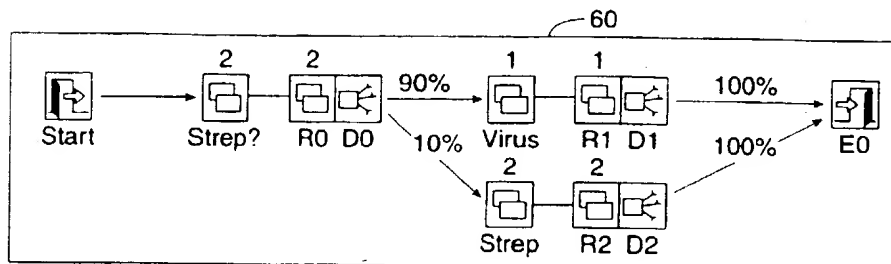 60
2 2 90% 1 1 100%
Start Strep? R0 D0 Virus R1 D1 E0
10% 100%
2 2
Strep R2 D2